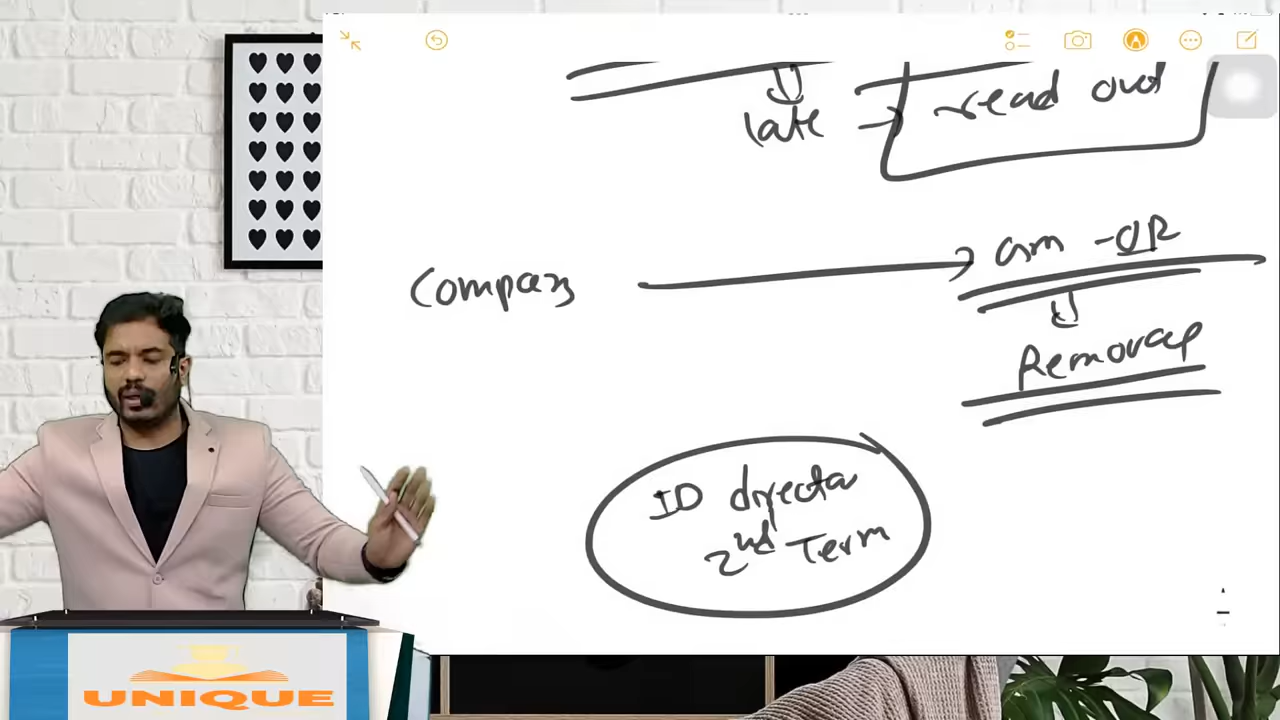 late → read out
Company → GM - OR
Removal
ID director
2nd Term
UNIQUE